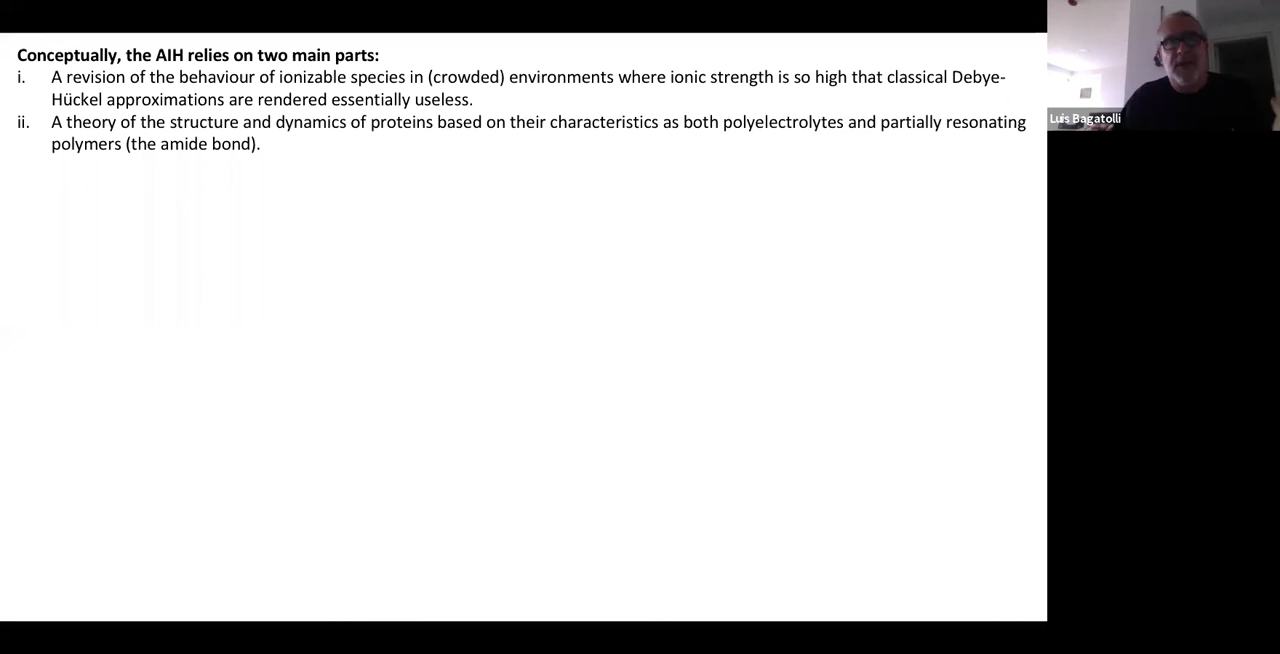 Conceptually, the AIH relies on two main parts:
i. A revision of the behaviour of ionizable species in (crowded) environments where ionic strength is so high that classical Debye-
Hückel approximations are rendered essentially useless.
ii. A theory of the structure and dynamics of proteins based on their characteristics as both polyelectrolytes and partially resonating
polymers (the amide bond).
Luis Bagatolli